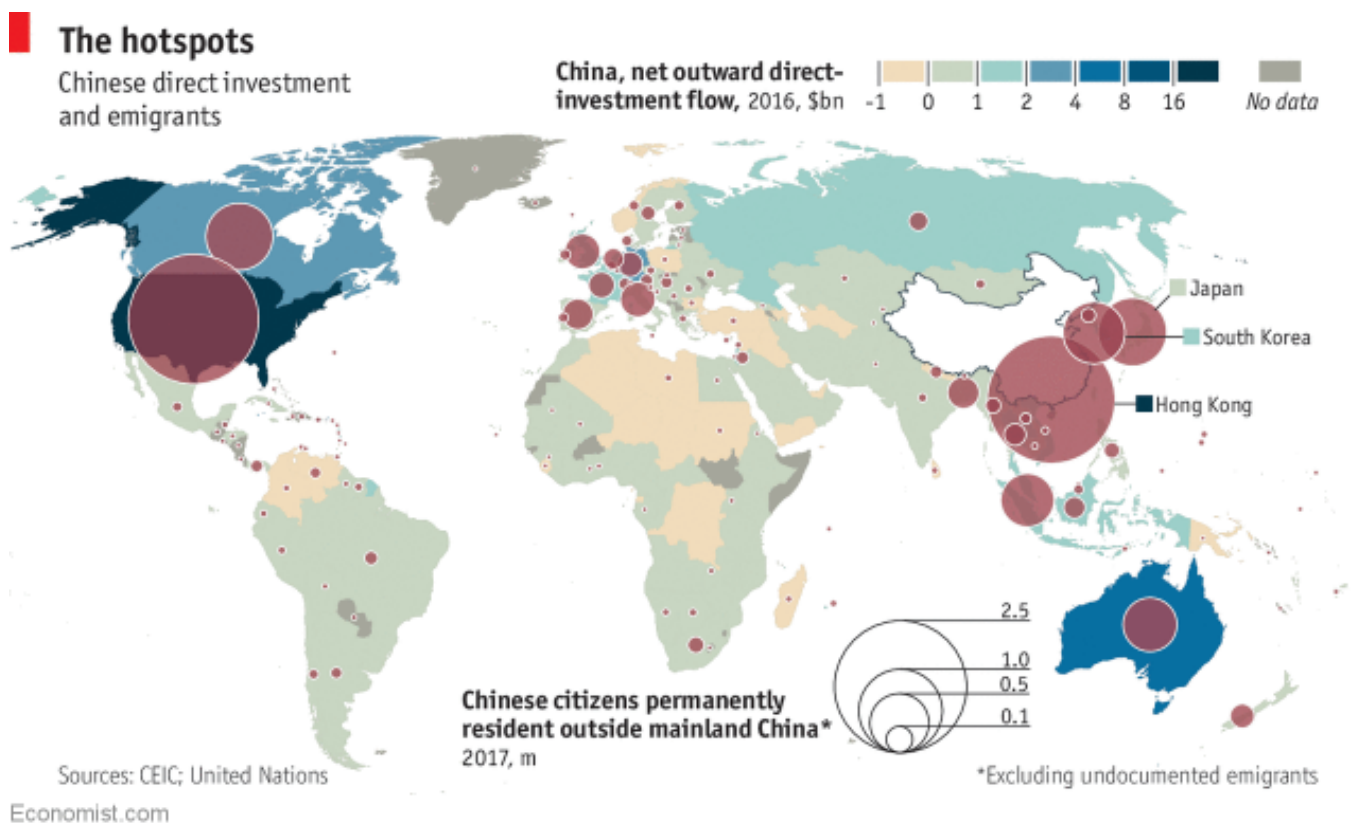 The hotspots
Chinese direct investment
and emigrants
China, net outward direct-
investment flow, 2016, $bn
-1 0 1 2 4 8 16
No data
Japan
South Korea
Hong Kong
2.5
1.0
0.5
0.1
Chinese citizens permanently
resident outside mainland China*
2017, m
Sources: CEIC; United Nations
*Excluding undocumented emigrants
Economist.com